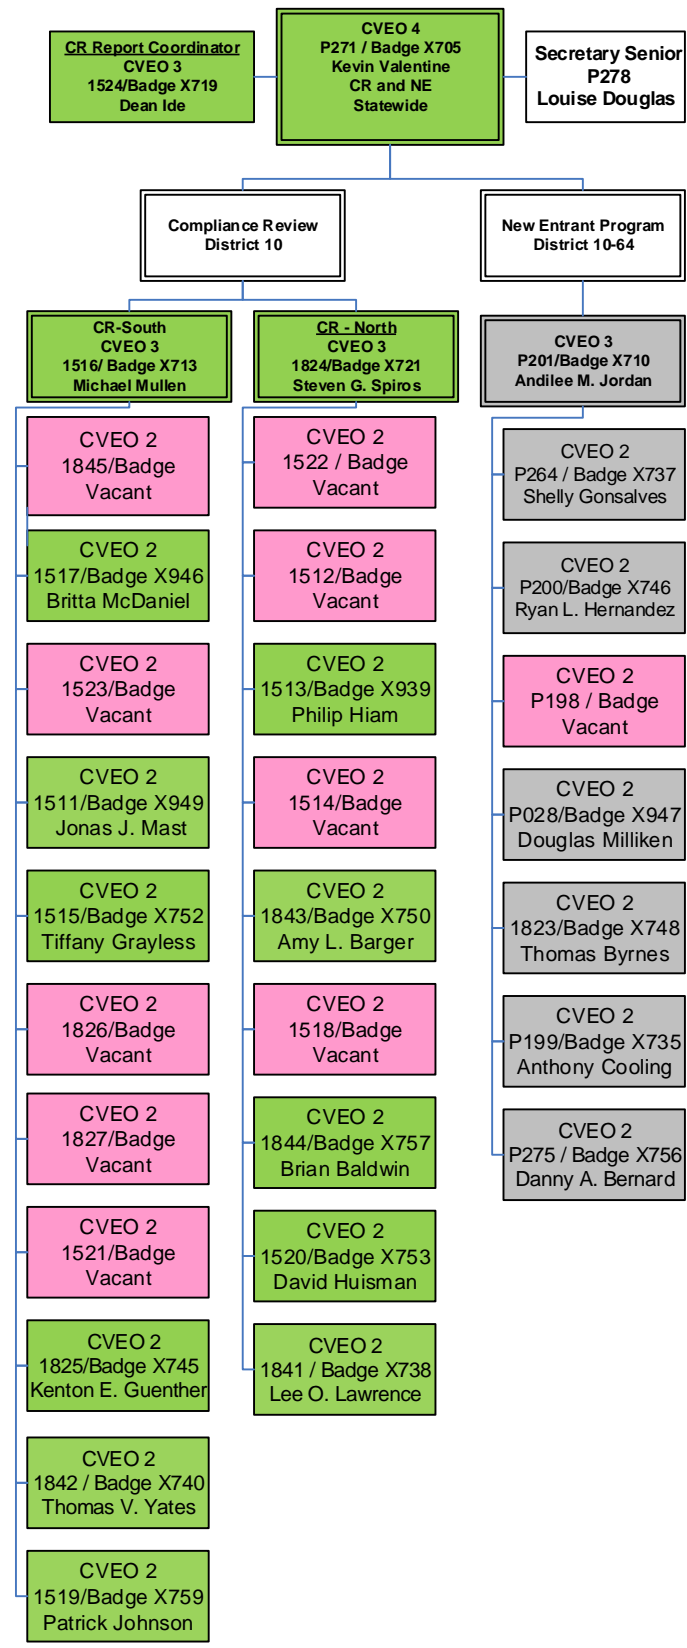 CR Report Coordinator
CVEO 3
1524/Badge X719
Dean Ide
CVEO 4
P271 / Badge X705
Kevin Valentine
CR and NE
Statewide
Secretary Senior
P278
Louise Douglas
Compliance Review
District 10
New Entrant Program
District 10-64
CR-South
CVEO 3
1516/ Badge X713
Michael Mullen
CR - North
CVEO 3
1824/Badge X721
Steven G. Spiros
CVEO 3
P201/Badge X710
Andilee M. Jordan
CVEO 2
1845/Badge
Vacant
CVEO 2
1517/Badge X946
Britta McDaniel
CVEO 2
1523/Badge
Vacant
CVEO 2
1511/Badge X949
Jonas J. Mast
CVEO 2
1515/Badge X752
Tiffany Grayless
CVEO 2
1826/Badge
Vacant
CVEO 2
1827/Badge
Vacant
CVEO 2
1521/Badge
Vacant
CVEO 2
1825/Badge X745
Kenton E. Guenther
CVEO 2
1842 / Badge X740
Thomas V. Yates
CVEO 2
1519/Badge X759
Patrick Johnson
CVEO 2
1522 / Badge
Vacant
CVEO 2
1512/Badge
Vacant
CVEO 2
1513/Badge X939
Philip Hiam
CVEO 2
1514/Badge
Vacant
CVEO 2
1843/Badge X750
Amy L. Barger
CVEO 2
1518/Badge
Vacant
CVEO 2
1844/Badge X757
Brian Baldwin
CVEO 2
1520/Badge X753
David Huisman
CVEO 2
1841 / Badge X738
Lee O. Lawrence
CVEO 2
P264 / Badge X737
Shelly Gonsalves
CVEO 2
P200/Badge X746
Ryan L. Hernandez
CVEO 2
P198 / Badge
Vacant
CVEO 2
P028/Badge X947
Douglas Milliken
CVEO 2
1823/Badge X748
Thomas Byrnes
CVEO 2
P199/Badge X735
Anthony Cooling
CVEO 2
P275 / Badge X756
Danny A. Bernard